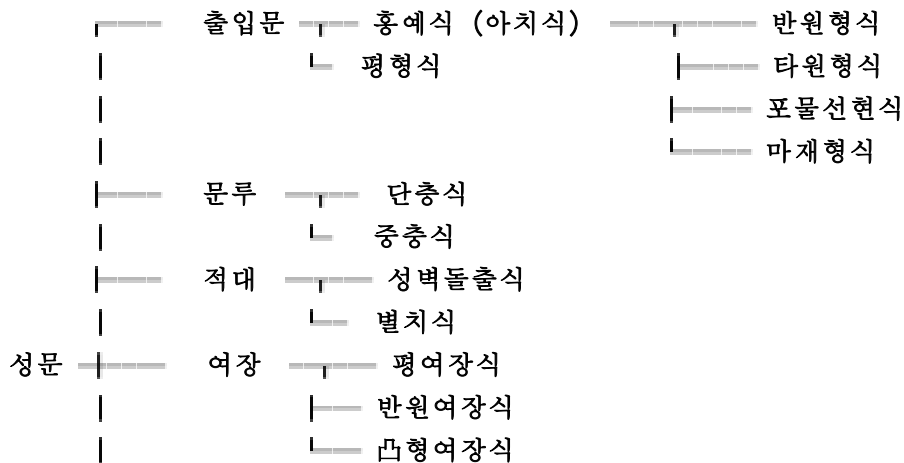 출입문 홍예식 (아치식) 반원형식
평형식 타원형식
포물선현식
마재형식
문루 단층식
중층식
적대 성벽돌출식
별치식
성문 여장 평여장식
반원여장식
凸형여장식